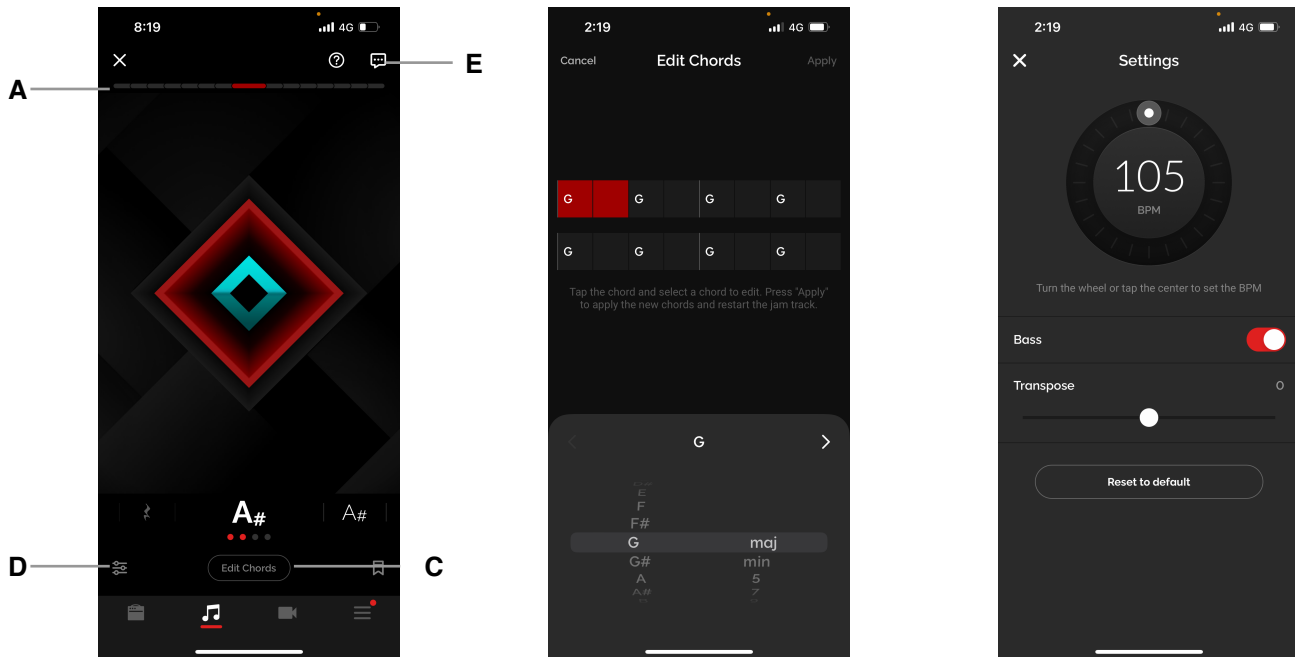 8:19
4G
A
E
A#
A#
Edit Chords
D
C
2:19
4G
Cancel
Edit Chords
Apply
G G G G
G G G G
Tap the chord and select a chord to edit. Press "Apply"
to apply the new chords and restart the jam track.
G
E
F
F#
G maj
G# min
A 5
A# 7
2:19
4G
Settings
105
BPM
Turn the wheel or tap the center to set the BPM
Bass
Transpose 0
Reset to default